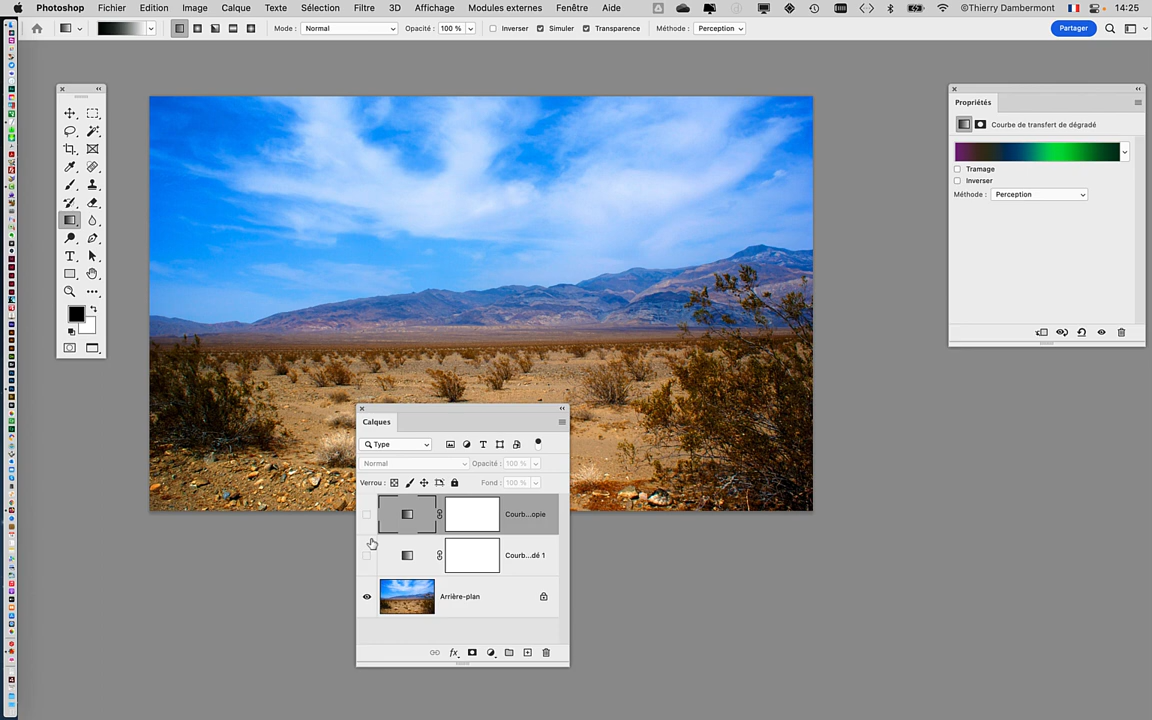 Photoshop Fichier Edition Image Calque Texte Sélection Filtre 3D Affichage Modules externes Fenêtre Aide ©Thierry Dambermont 14:25
Mode : Normal Opacité : 100 % Inverser Simuler Transparence Méthode : Perception Partager
Propriétés
Courbe de transfert de dégradé
Tramage
Inverser
Méthode : Perception
Calques
Type
Normal Opacité : 100 %
Verrou : Fond : 100 %
Courb...opie
Courb...dé 1
Arrière-plan